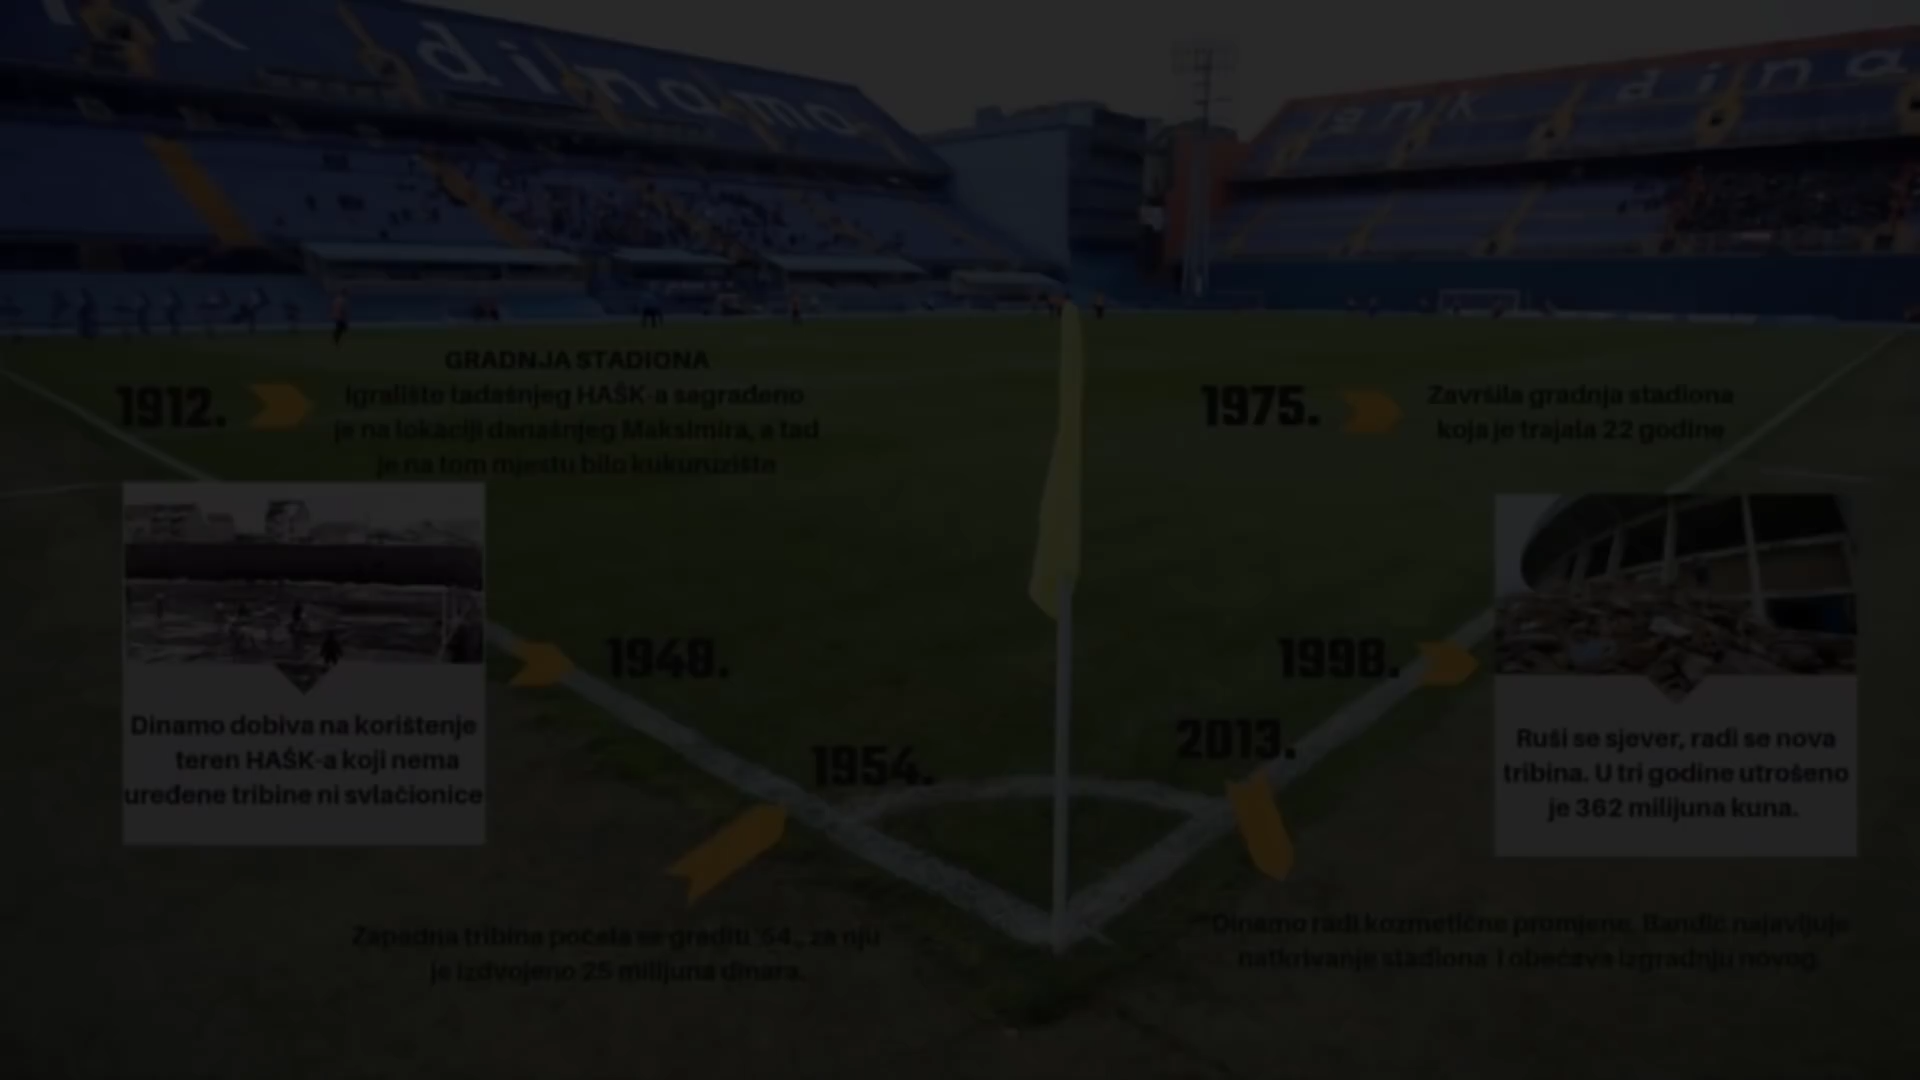 dinamo
dina
GRADNJA STADIONA
1912.
Igralište tadašnjeg HAŠK-a sagrađeno
je na lokaciji današnjeg Maksimira, a tad
je na tom mjestu bilo kukuruzište
1975.
Završila gradnja stadiona
koja je trajala 22 godine
1948.
Dinamo dobiva na korištenje
teren HAŠK-a koji nema
uređene tribine ni svlačionice
1954.
Zapadna tribina počela se graditi '54., za nju
je izdvojeno 25 milijuna dinara.
1998.
Ruši se sjever, radi se nova
tribina. U tri godine utrošeno
je 362 milijuna kuna.
2013.
Dinamo radi kozmetične promjene. Bandić najavljuje
natkrivanje stadiona i obećava izgradnju novog.